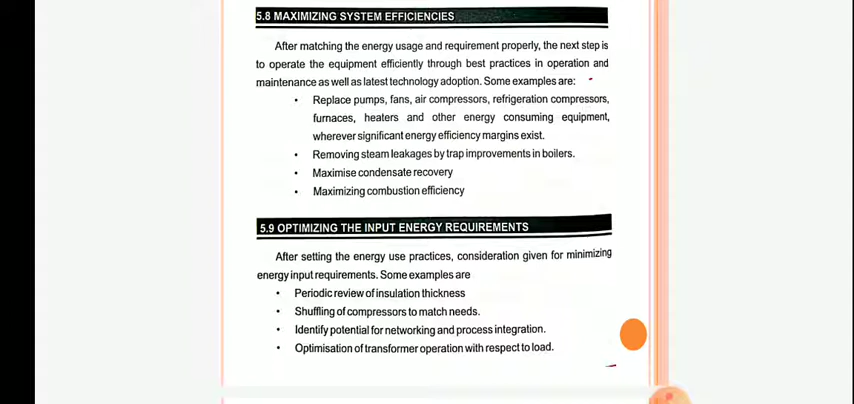 5.8 MAXIMIZING SYSTEM EFFICIENCIES
After matching the energy usage and requirement properly, the next step is
to operate the equipment efficiently through best practices in operation and
maintenance as well as latest technology adoption. Some examples are:
• Replace pumps, fans, air compressors, refrigeration compressors,
furnaces, heaters and other energy consuming equipment,
wherever significant energy efficiency margins exist.
• Removing steam leakages by trap improvements in boilers.
• Maximise condensate recovery
• Maximizing combustion efficiency
5.9 OPTIMIZING THE INPUT ENERGY REQUIREMENTS
After setting the energy use practices, consideration given for minimizing
energy input requirements. Some examples are
• Periodic review of insulation thickness
• Shuffling of compressors to match needs.
• Identify potential for networking and process integration.
• Optimisation of transformer operation with respect to load.